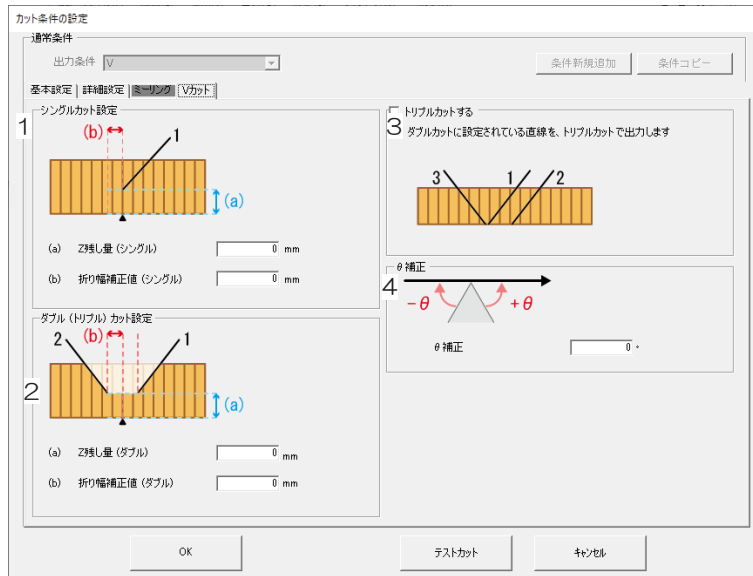 カット条件の設定
通常条件
出力条件 V
条件新規追加 条件コピー
基本設定 詳細設定 ミーリング Vカット
シングルカット設定
1
(b) 1
(a)
(a) Z残し量(シングル) 0 mm
(b) 折り幅補正値(シングル) 0 mm
ダブル(トリプル)カット設定
2 (b) 1
2
(a)
(a) Z残し量(ダブル) 0 mm
(b) 折り幅補正値(ダブル) 0 mm
トリプルカットする
3
ダブルカットに設定されている直線を、トリプルカットで出力します
3 1 2
θ補正
4
-θ +θ
θ補正 0 °
OK テストカット キャンセル